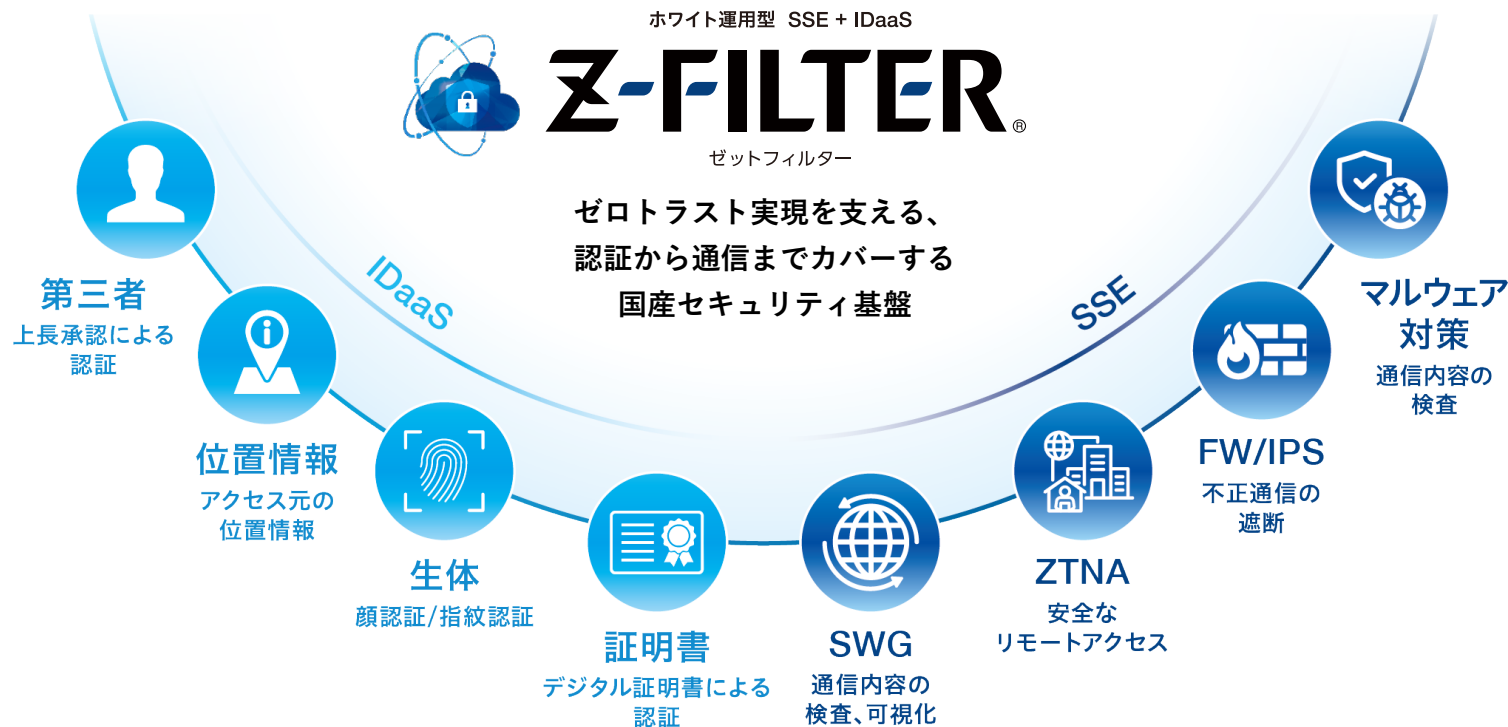 ホワイト運用型 SSE + IDaaS
Z-FILTER®
ゼットフィルター
ゼロトラスト実現を支える、
認証から通信までカバーする
国産セキュリティ基盤
IDaaS
SSE
第三者
上長承認による
認証
位置情報
アクセス元の
位置情報
生体
顔認証/指紋認証
証明書
デジタル証明書による
認証
SWG
通信内容の
検査、可視化
ZTNA
安全な
リモートアクセス
FW/IPS
不正通信の
遮断
マルウェア
対策
通信内容の
検査